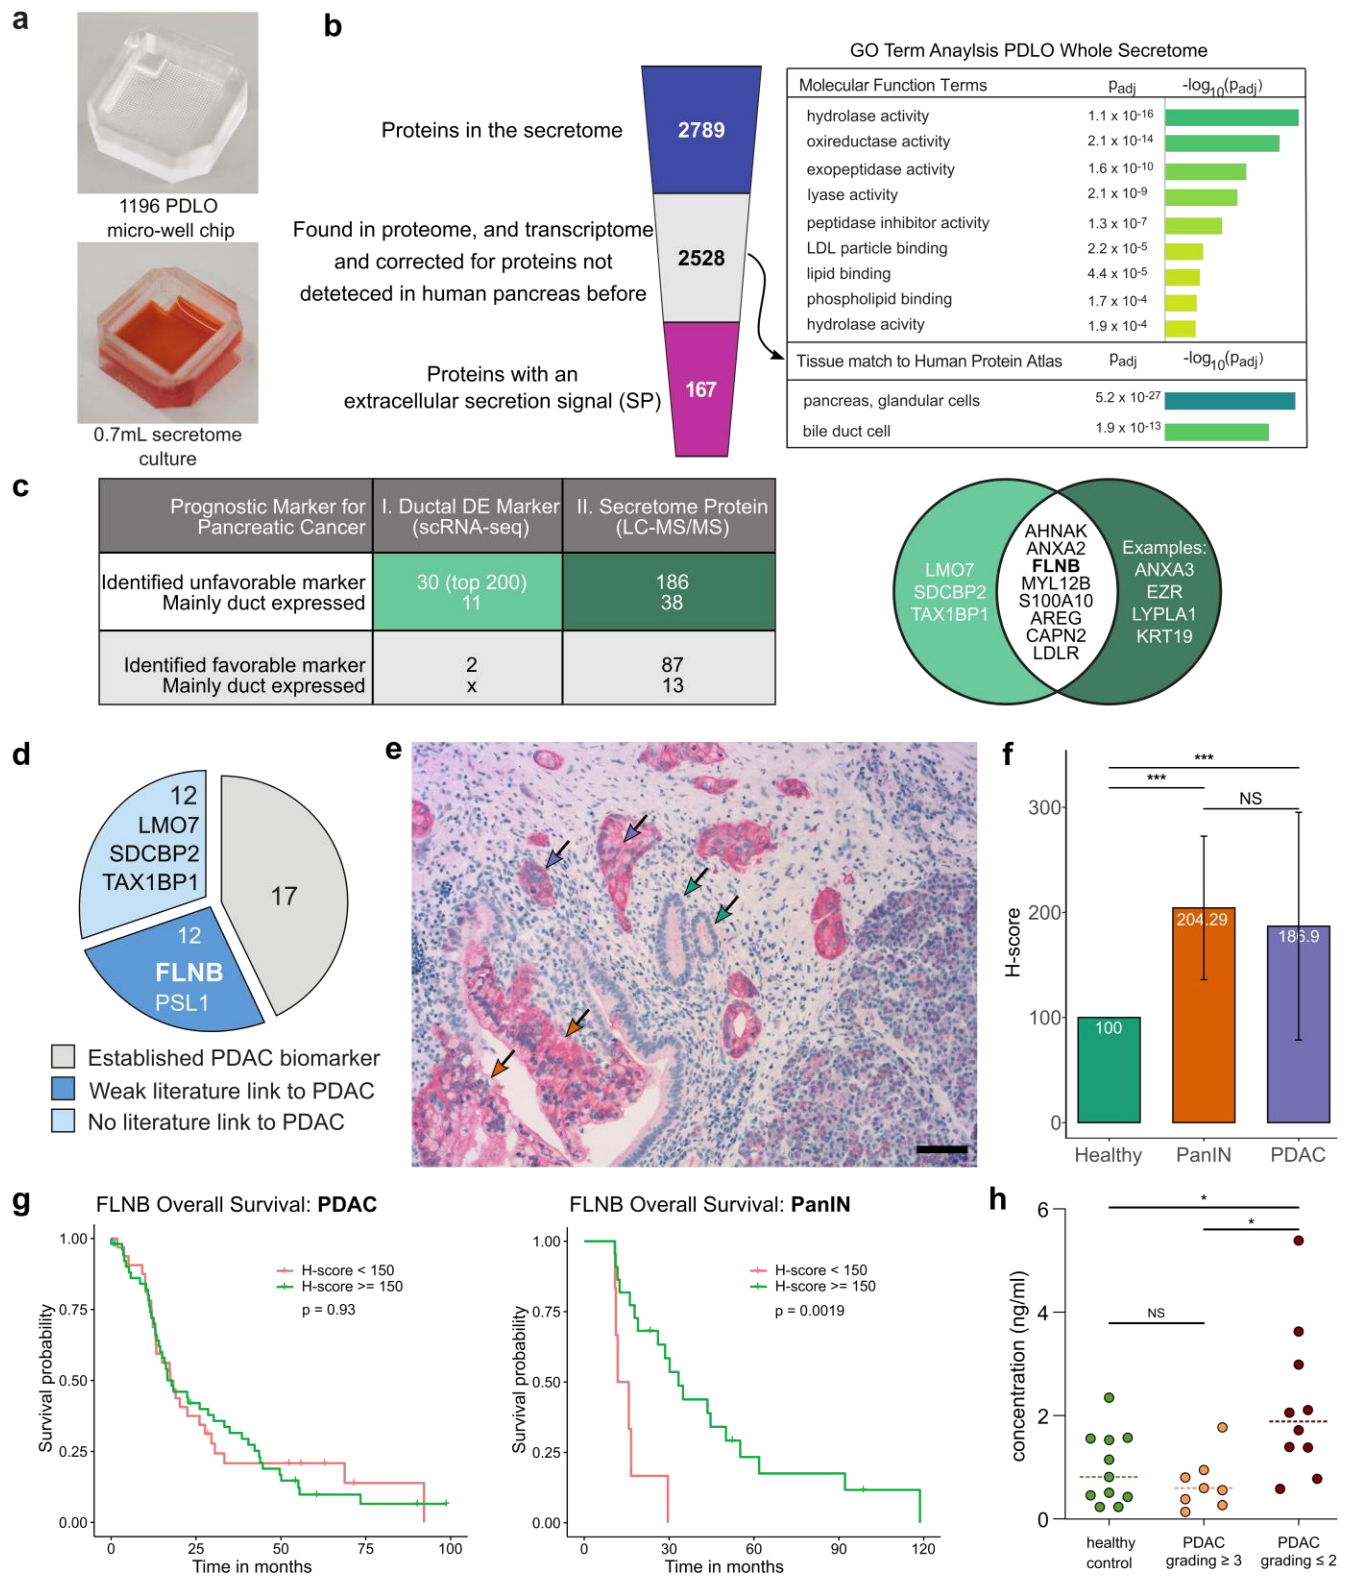 a
1196 PDLO
micro-well chip
0.7mL secretome
culture
b
Proteins in the secretome
2789
Found in proteome, and transcriptome
and corrected for proteins not
deteteced in human pancreas before
2528
Proteins with an
extracellular secretion signal (SP)
167
GO Term Anaylsis PDLO Whole Secretome
Molecular Function Terms padj -log10(padj)
hydrolase activity 1.1 x 10-16
oxireductase activity 2.1 x 10-14
exopeptidase activity 1.6 x 10-10
lyase activity 2.1 x 10-9
peptidase inhibitor activity 1.3 x 10-7
LDL particle binding 2.2 x 10-5
lipid binding 4.4 x 10-5
phospholipid binding 1.7 x 10-4
hydrolase acivity 1.9 x 10-4
Tissue match to Human Protein Atlas padj -log10(padj)
pancreas, glandular cells 5.2 x 10-27
bile duct cell 1.9 x 10-13
c
Prognostic Marker for
Pancreatic Cancer
I. Ductal DE Marker
(scRNA-seq)
II. Secretome Protein
(LC-MS/MS)
Identified unfavorable marker 30 (top 200) 186
Mainly duct expressed 11 38
Identified favorable marker 2 87
Mainly duct expressed x 13
LMO7
SDCBP2
TAX1BP1
AHNAK
ANXA2
FLNB
MYL12B
S100A10
AREG
CAPN2
LDLR
Examples:
ANXA3
EZR
LYPLA1
KRT19
d
12
LMO7
SDCBP2
TAX1BP1
17
12
FLNB
PSL1
Established PDAC biomarker
Weak literature link to PDAC
No literature link to PDAC
e
f
H-score
300
200
100
0
***
***
NS
100
204.29
186.9
Healthy PanIN PDAC
g
FLNB Overall Survival: PDAC
Survival probability
1.00
0.75
0.50
0.25
0.00
H-score < 150
H-score >= 150
p = 0.93
0 25 50 75 100
Time in months
FLNB Overall Survival: PanIN
Survival probability
1.00
0.75
0.50
0.25
0.00
H-score < 150
H-score >= 150
p = 0.0019
0 30 60 90 120
Time in months
h
concentration (ng/ml)
6
4
2
0
*
*
NS
healthy
control
PDAC
grading ≥ 3
PDAC
grading ≤ 2